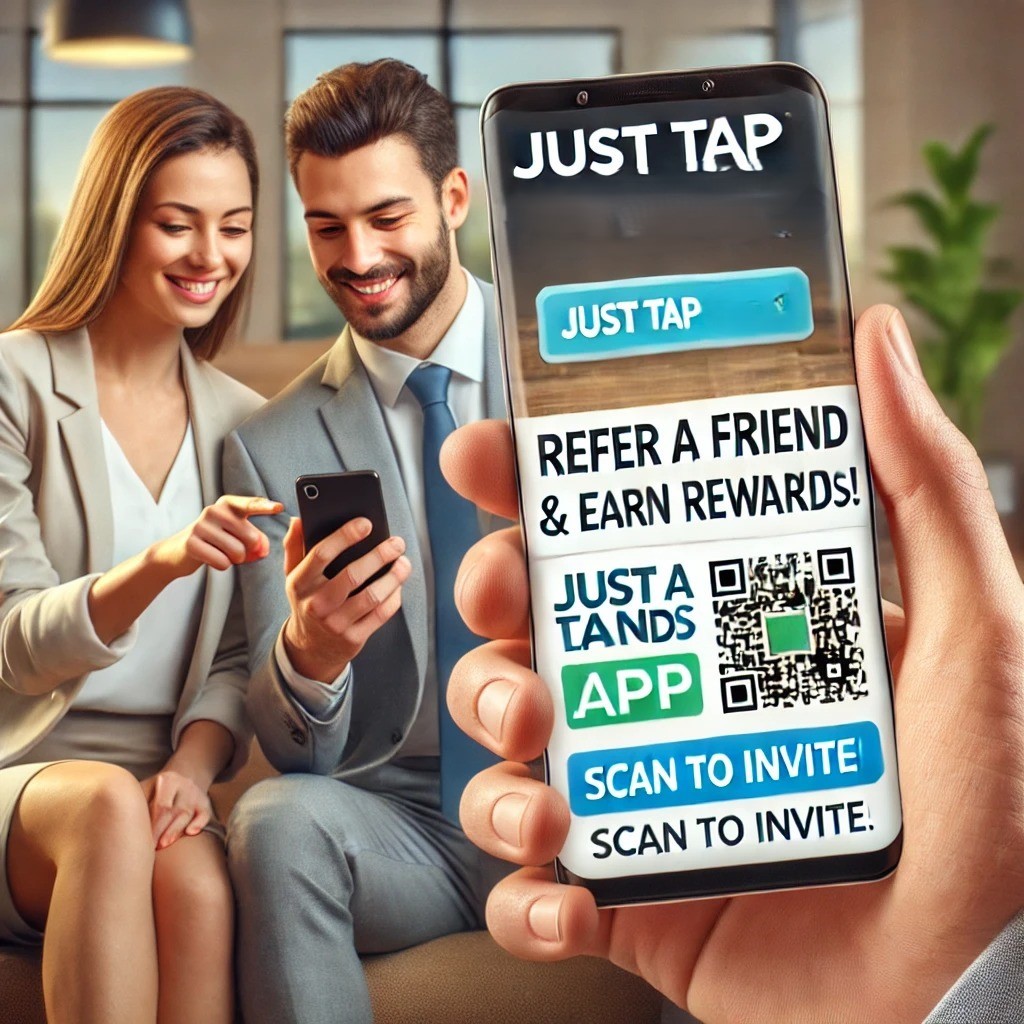 JUST TAP
JUST TAP
REFER A FRIEND
& EARN REWARDS!
JUST A
TANDS
APP
SCAN TO INVITE
SCAN TO INVITE!